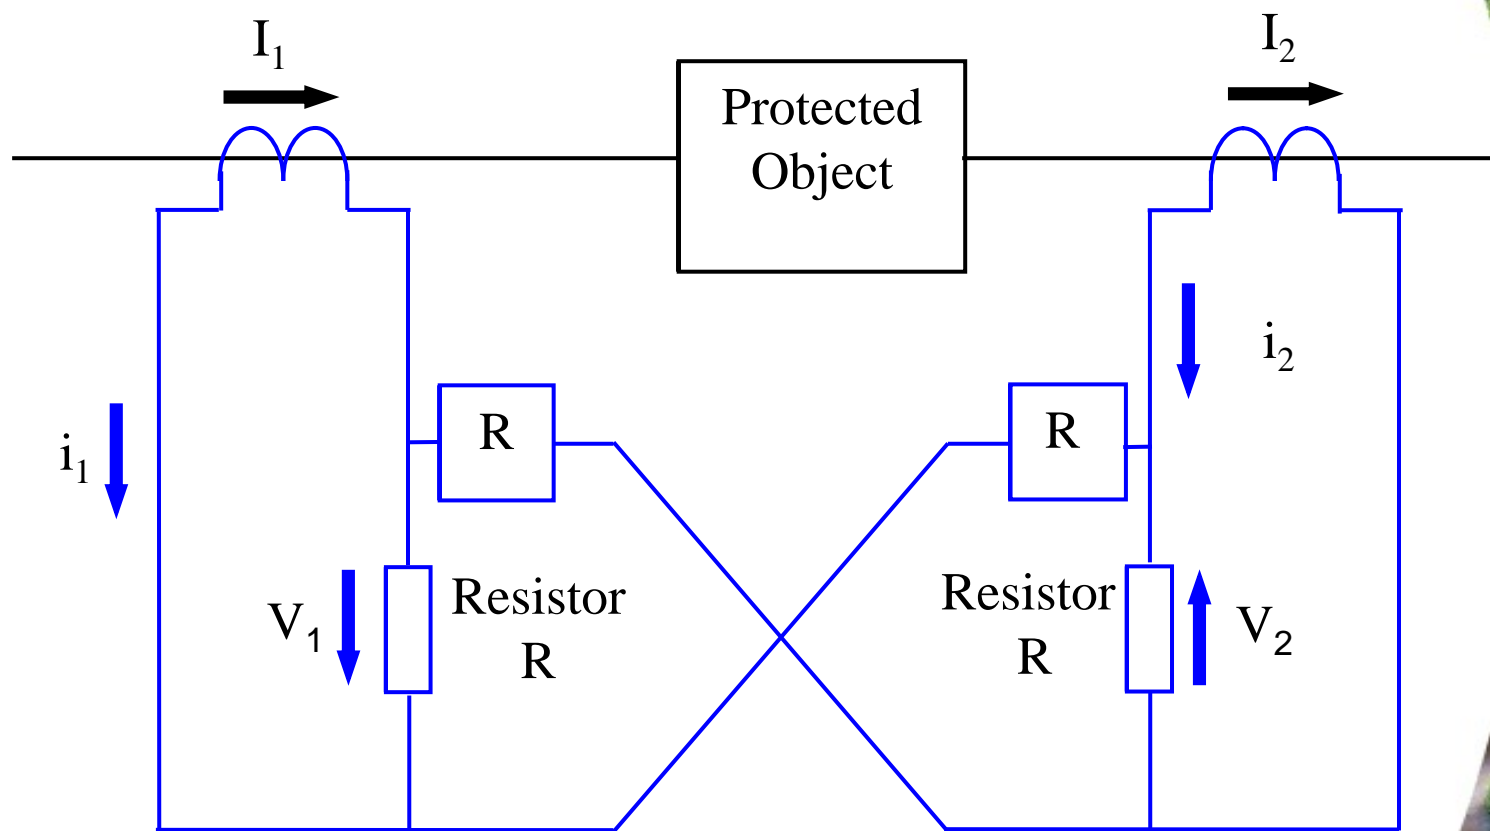 I1
I2
Protected
Object
i1
i2
R
R
V1
Resistor
R
Resistor
R
V2